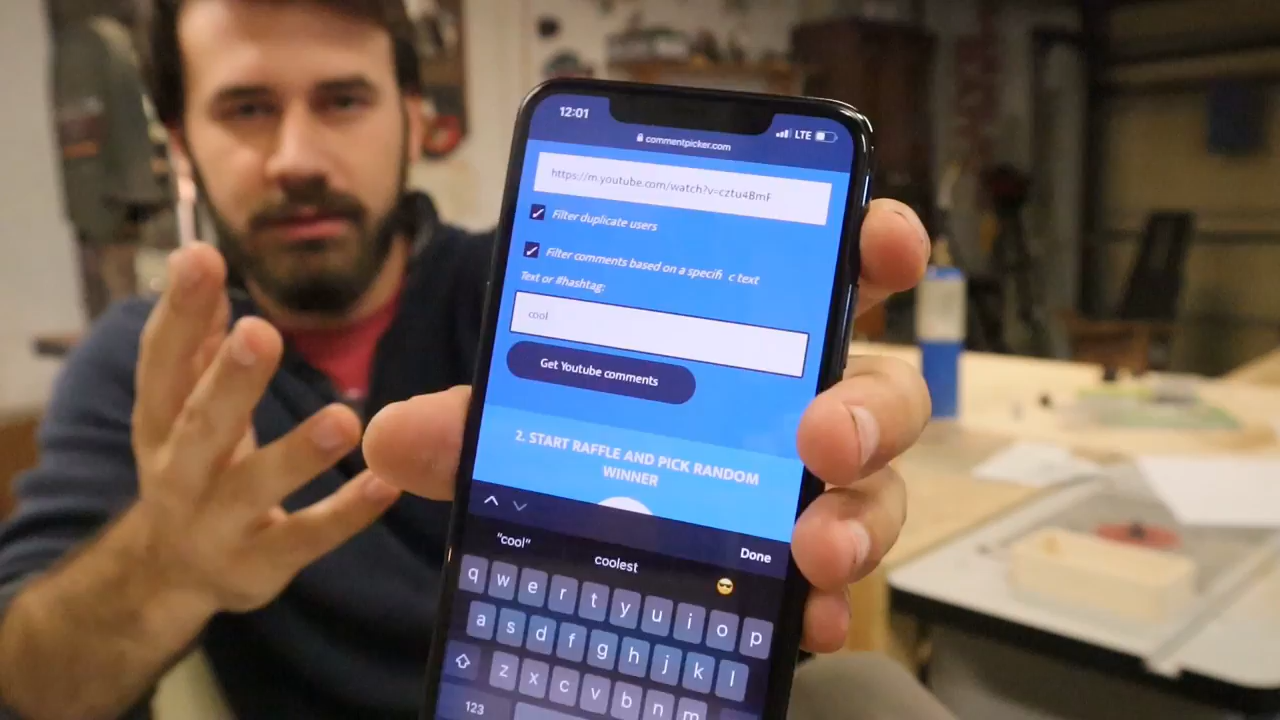 12:01
LTE
commentpicker.com
https://m.youtube.com/watch?v=cztu4BmF
Filter duplicate users
Filter comments based on a specifi c text
Text or #hashtag:
cool
Get Youtube comments
2. START RAFFLE AND PICK RANDOM
WINNER
"cool" coolest 😎 Done
q w e r t y u i o p
a s d f g h j k l
z x c v b n m
123